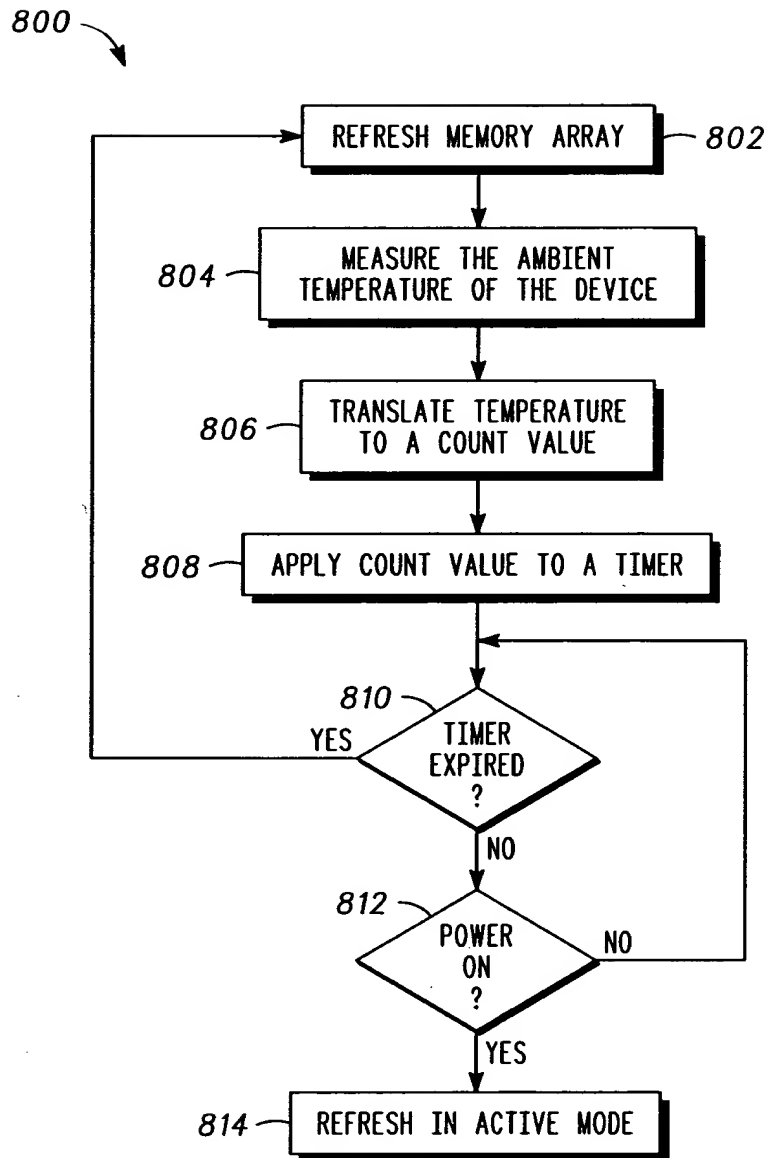 800
REFRESH MEMORY ARRAY
802
804
MEASURE THE AMBIENT
TEMPERATURE OF THE DEVICE
806
TRANSLATE TEMPERATURE
TO A COUNT VALUE
808
APPLY COUNT VALUE TO A TIMER
810
YES
TIMER
EXPIRED
?
NO
812
POWER
ON
?
NO
YES
814
REFRESH IN ACTIVE MODE